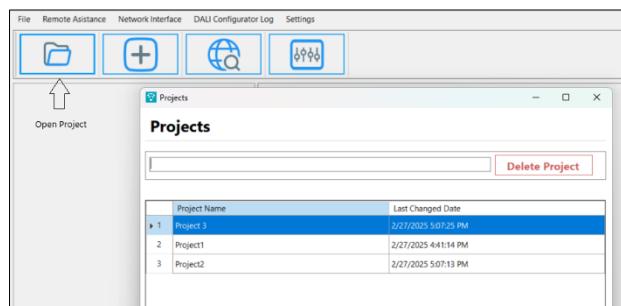 File Remote Asistance Network Interface DALI Configurator Log Settings
Open Project
Projects
Projects
Delete Project
Project Name Last Changed Date
1 Project 3 2/27/2025 5:07:25 PM
2 Project1 2/27/2025 4:41:14 PM
3 Project2 2/27/2025 5:07:13 PM